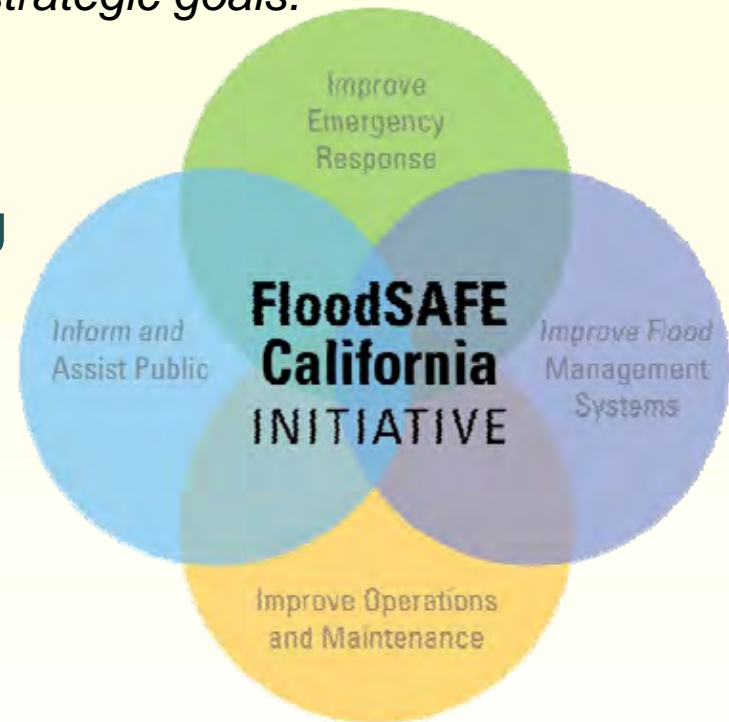 strategic goals:
Improve
Emergency
Response
Inform and
Assist Public
FloodSAFE
California
INITIATIVE
Improve Flood
Management
Systems
Improve Operations
and Maintenance